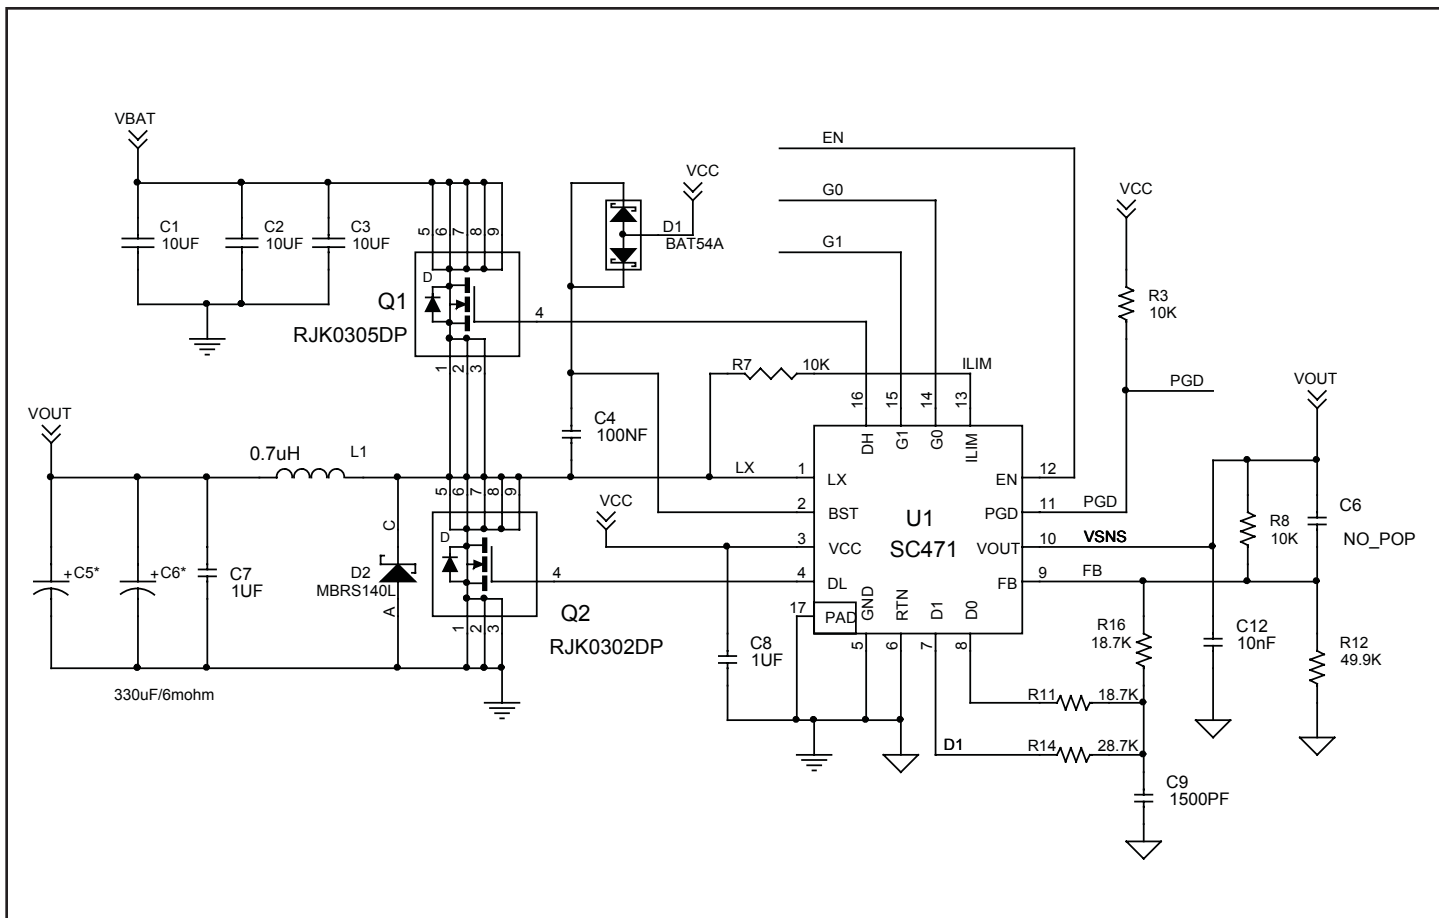 VBAT
C1
10UF
C2
10UF
C3
10UF
5
6
7
8
9
D
Q1
RJK0305DP
4
1
2
3
VCC
D1
BAT54A
EN
G0
G1
VCC
R3
10K
PGD
R7
10K
ILIM
C4
100NF
16
15
14
13
DH
G1
G0
ILIM
VOUT
0.7uH
L1
LX
1
LX
2
BST
VCC
3
VCC
4
DL
17
PAD
U1
SC471
EN
12
PGD
11
PGD
VOUT
10
VSNS
FB
9
FB
GND
RTN
D1
D0
5
6
7
8
5
6
7
8
9
D
4
Q2
RJK0302DP
1
2
3
C
D2
MBRS140L
A
+C5*
+C6*
C7
1UF
330uF/6mohm
C8
1UF
VOUT
R8
10K
C6
NO_POP
R16
18.7K
C12
10nF
R12
49.9K
R11
18.7K
D1
R14
28.7K
C9
1500PF